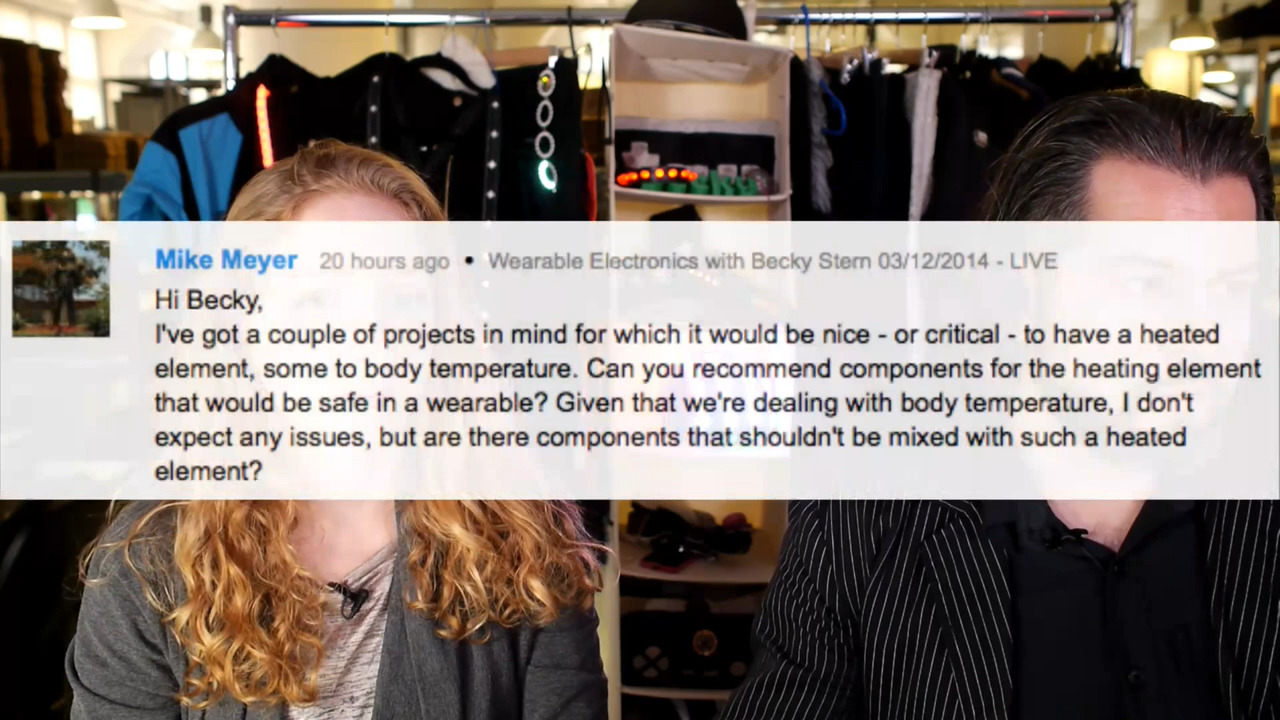 Mike Meyer 20 hours ago • Wearable Electronics with Becky Stern 03/12/2014 - LIVE
Hi Becky,
I've got a couple of projects in mind for which it would be nice - or critical - to have a heated
element, some to body temperature. Can you recommend components for the heating element
that would be safe in a wearable? Given that we're dealing with body temperature, I don't
expect any issues, but are there components that shouldn't be mixed with such a heated
element?